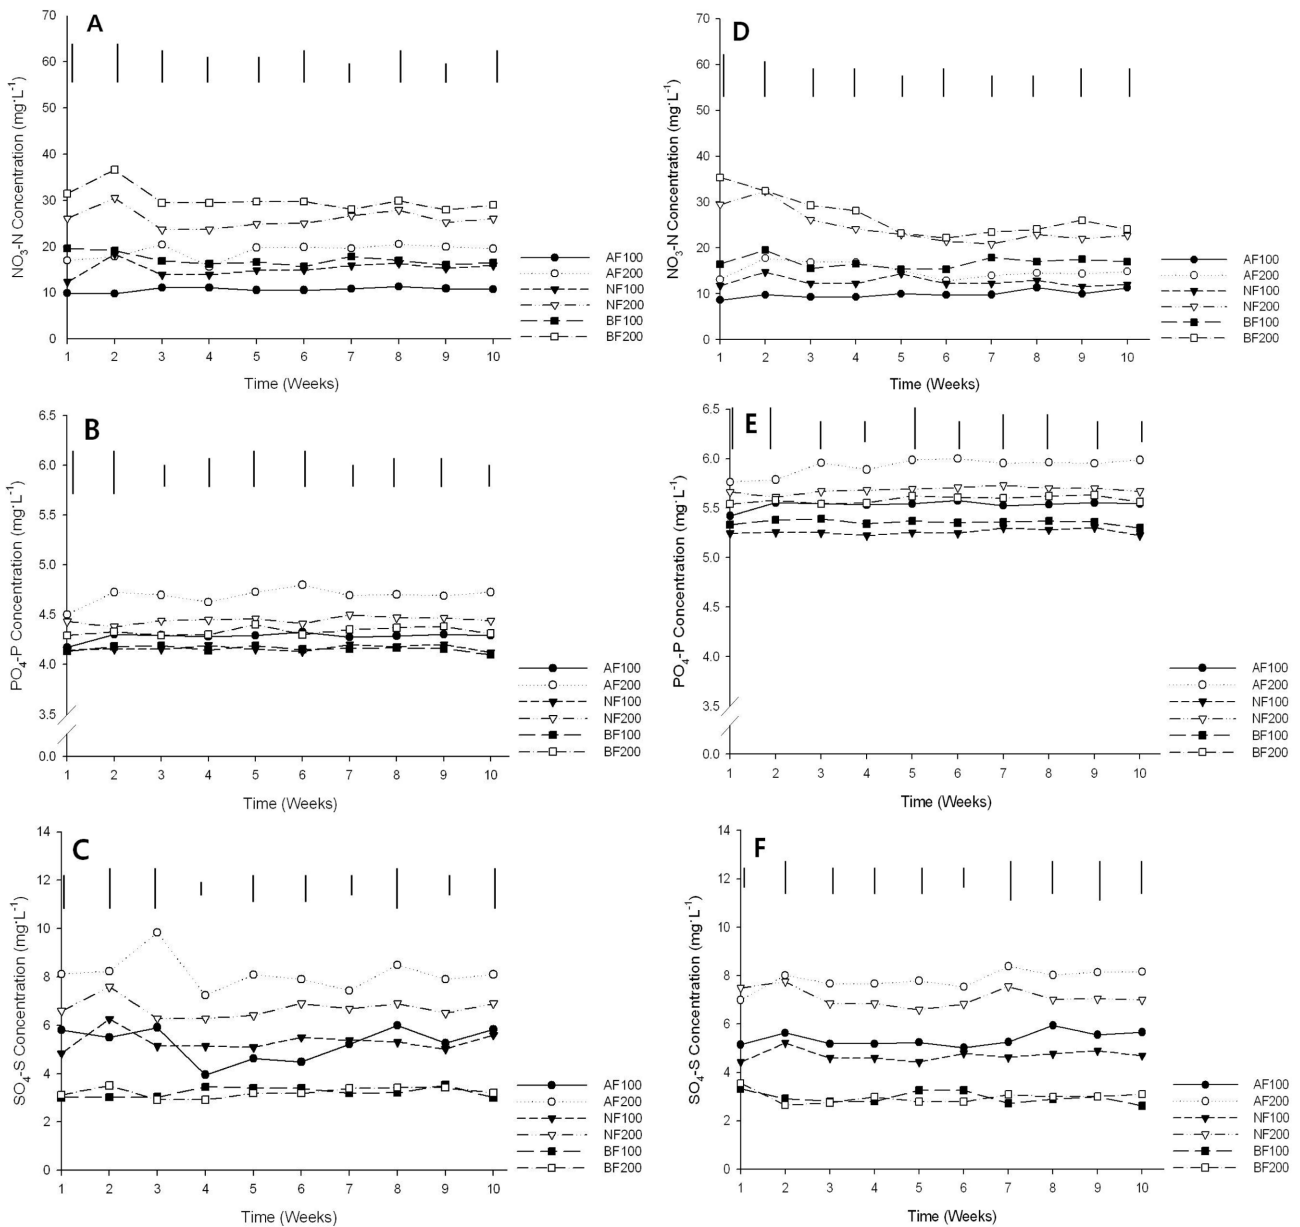 A
NO3-N Concentration (mg·L-1)
70
60
50
40
30
20
10
0
1 2 3 4 5 6 7 8 9 10
Time (Weeks)
AF100
AF200
NF100
NF200
BF100
BF200
D
NO3-N Concentration (mg·L-1)
70
60
50
40
30
20
10
0
1 2 3 4 5 6 7 8 9 10
Time (Weeks)
AF100
AF200
NF100
NF200
BF100
BF200
B
PO4-P Concentration (mg·L-1)
6.5
6.0
5.5
5.0
4.5
4.0
3.5
0.0
1 2 3 4 5 6 7 8 9 10
Time (Weeks)
AF100
AF200
NF100
NF200
BF100
BF200
E
PO4-P Concentration (mg·L-1)
6.5
6.0
5.5
5.0
4.5
4.0
3.5
0.0
1 2 3 4 5 6 7 8 9 10
Time (Weeks)
AF100
AF200
NF100
NF200
BF100
BF200
C
SO4-S Concentration (mg·L-1)
14
12
10
8
6
4
2
0
1 2 3 4 5 6 7 8 9 10
Time (Weeks)
AF100
AF200
NF100
NF200
BF100
BF200
F
SO4-S Concentration (mg·L-1)
14
12
10
8
6
4
2
0
1 2 3 4 5 6 7 8 9 10
Time (Weeks)
AF100
AF200
NF100
NF200
BF100
BF200